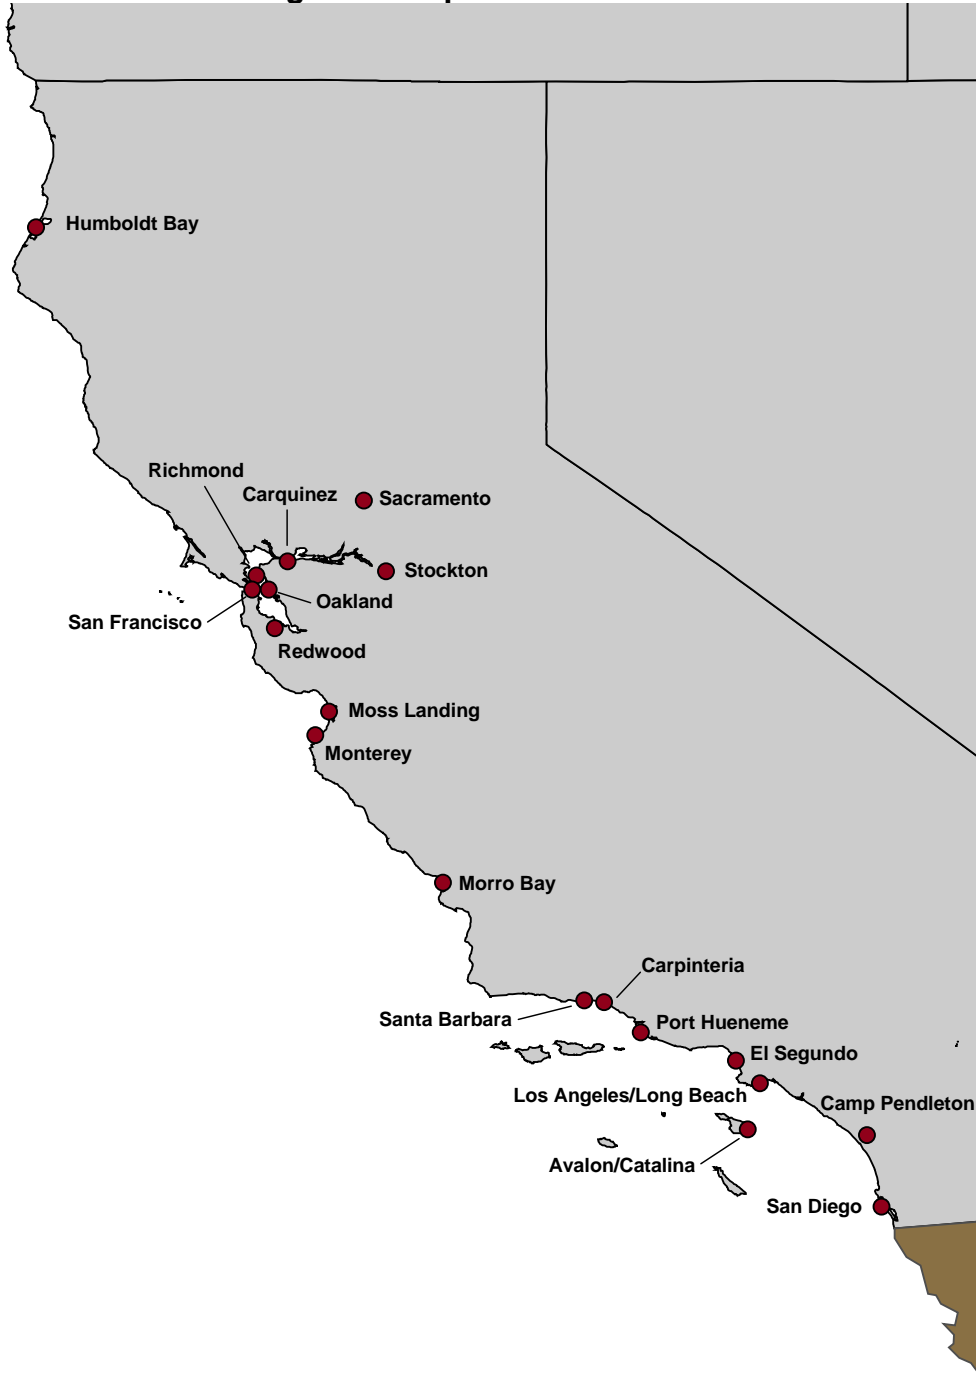 Humboldt Bay
Richmond
Carquinez
Sacramento
Stockton
Oakland
San Francisco
Redwood
Moss Landing
Monterey
Morro Bay
Carpinteria
Santa Barbara
Port Hueneme
El Segundo
Los Angeles/Long Beach
Camp Pendleton
Avalon/Catalina
San Diego